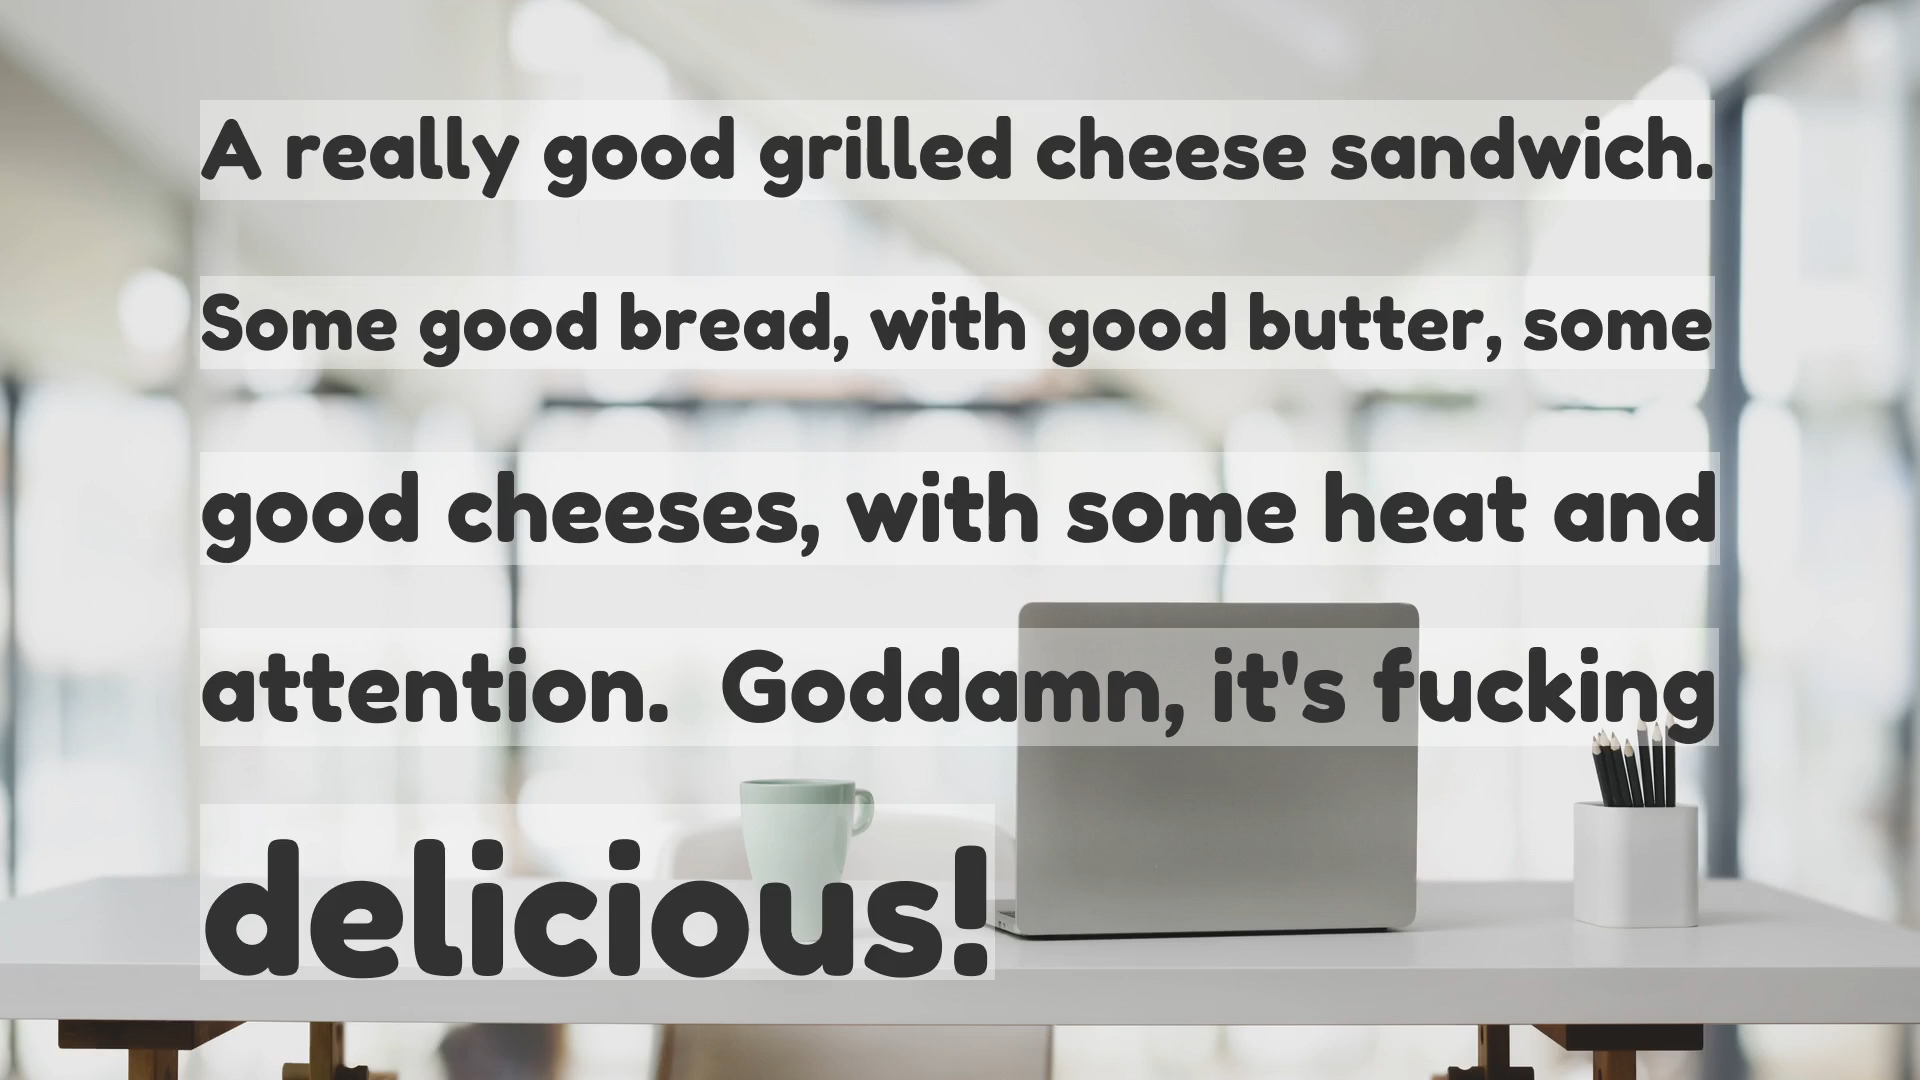 A really good grilled cheese sandwich.
Some good bread, with good butter, some
good cheeses, with some heat and
attention.  Goddamn, it's fucking
delicious!